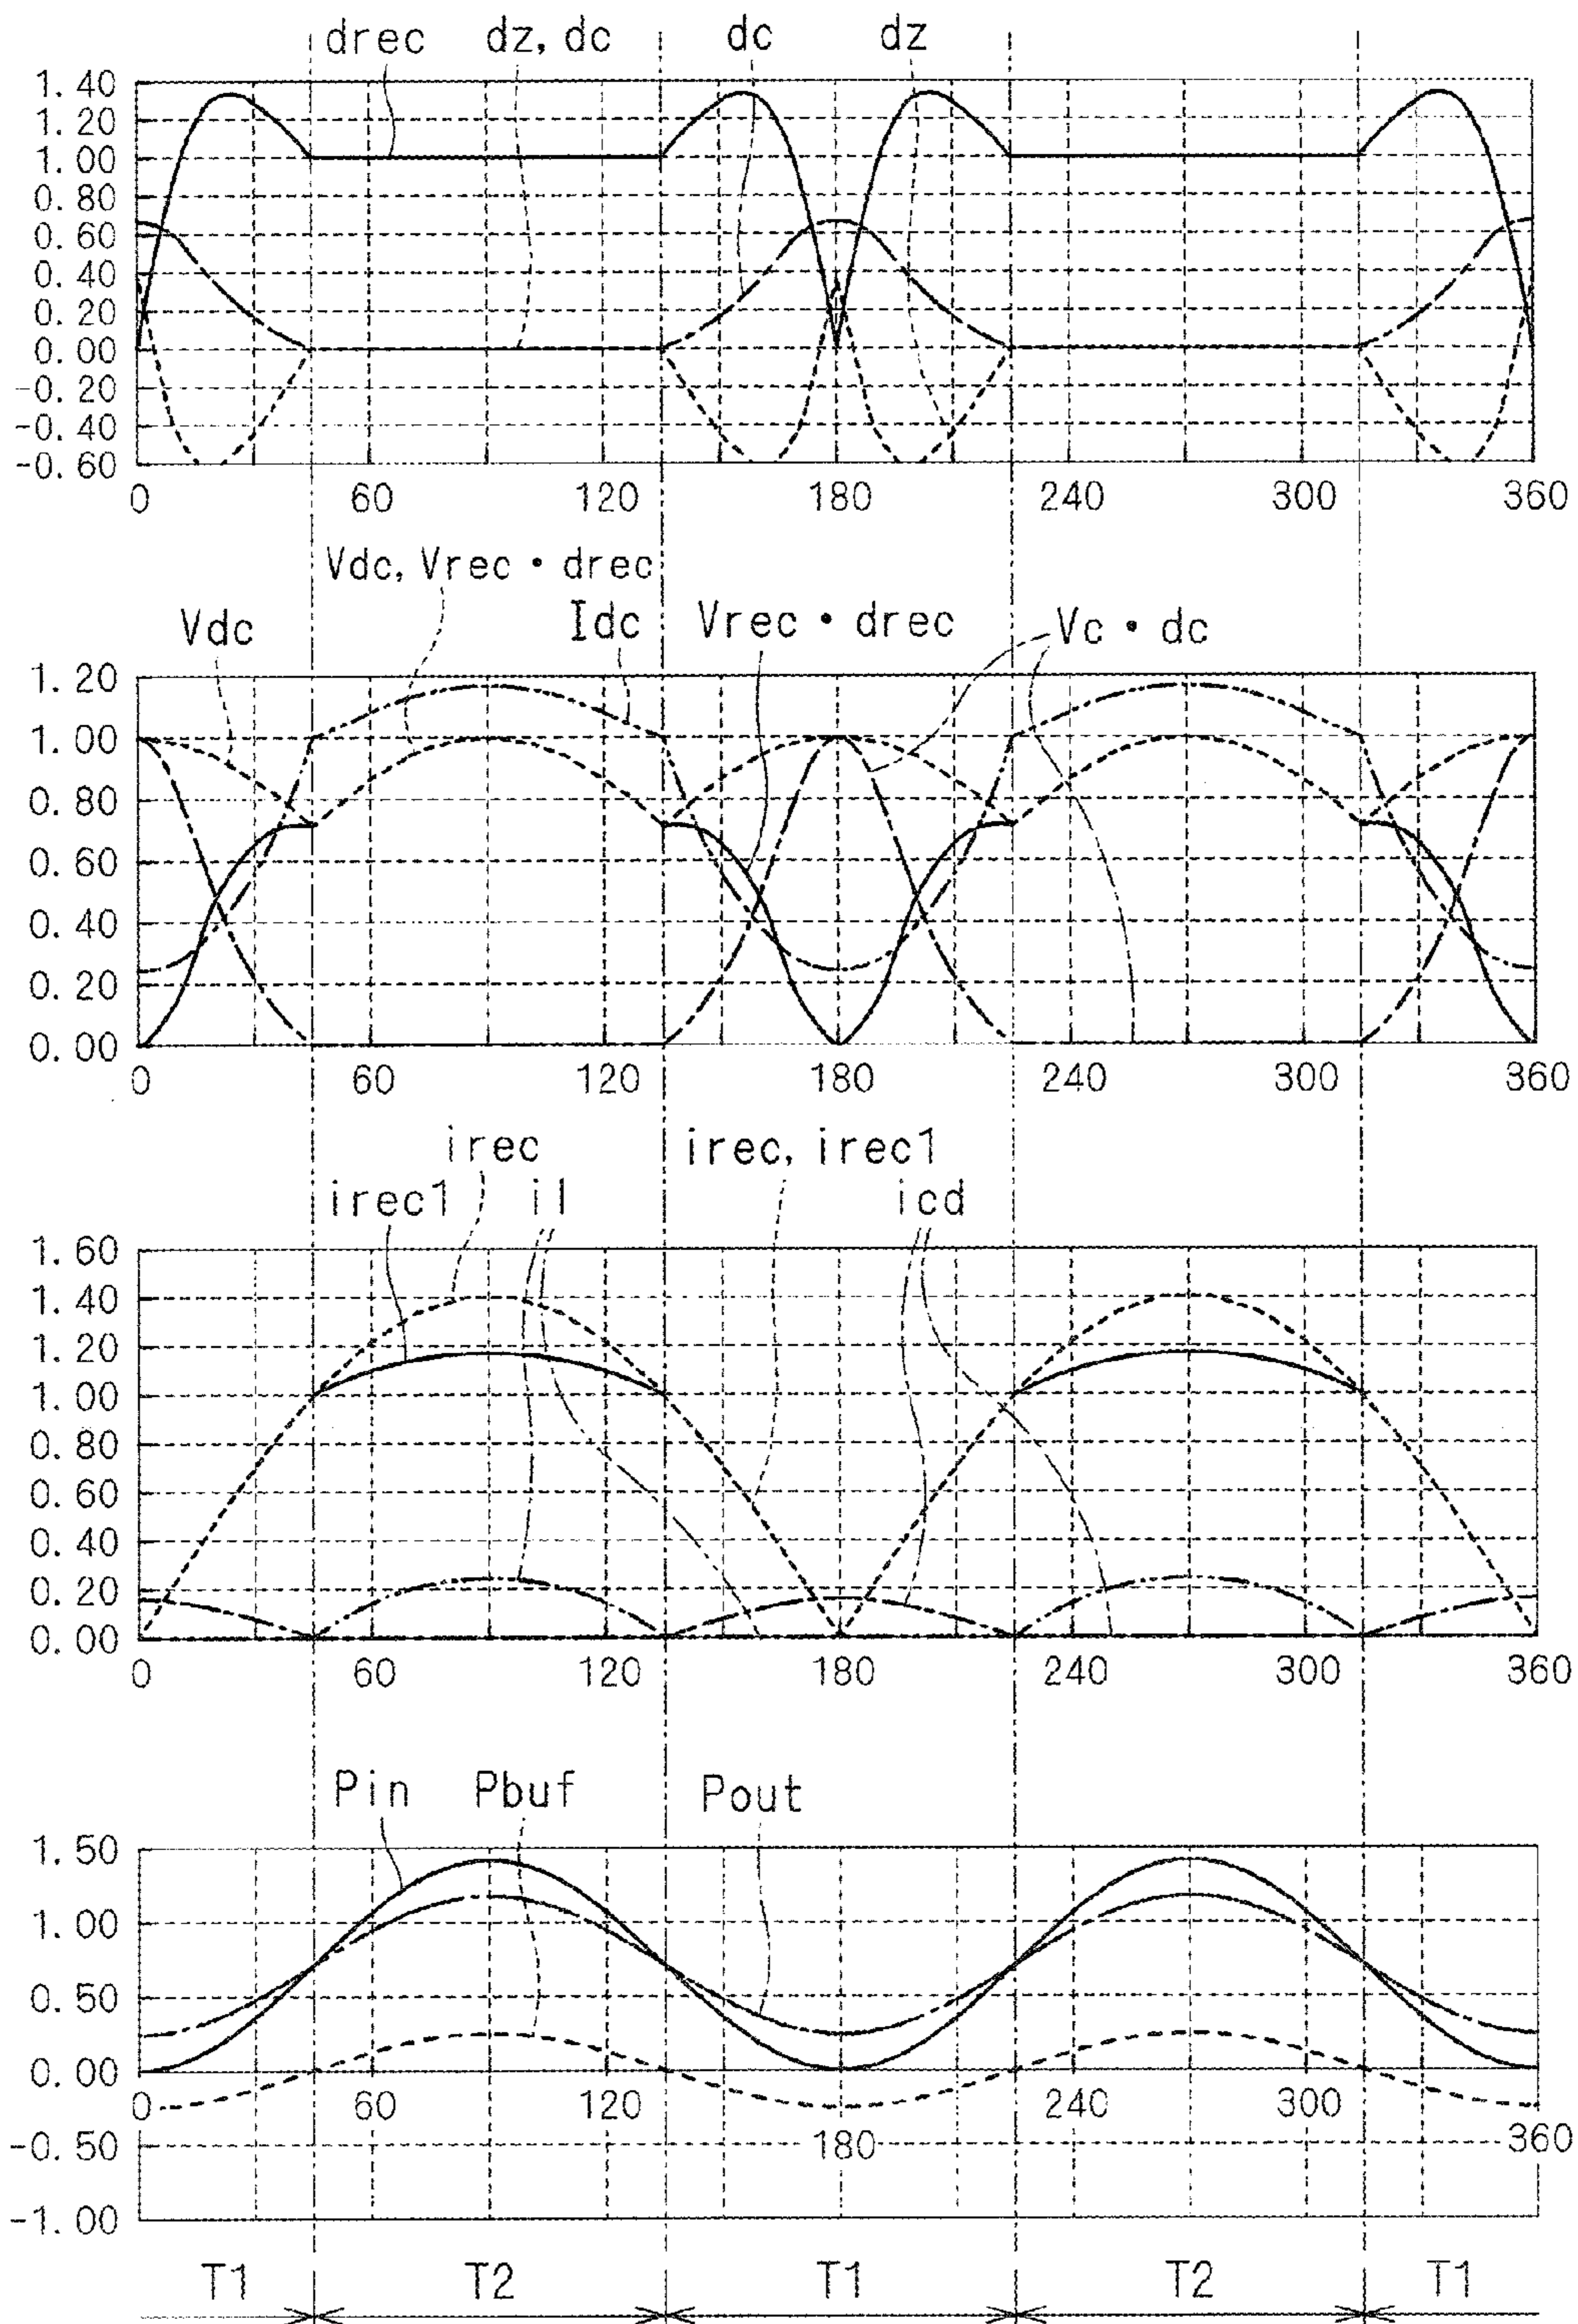 drec dz, dc dc dz
1.40
1.20
1.00
0.80
0.60
0.40
0.20
0.00
-0.20
-0.40
-0.60
0 60 120 180 240 300 360
Vdc, Vrec・drec
Vdc Idc Vrec・drec Vc・dc
1.20
1.00
0.80
0.60
0.40
0.20
0.00
0 60 120 180 240 300 360
irec irec, irec1
irec1 il icd
1.60
1.40
1.20
1.00
0.80
0.60
0.40
0.20
0.00
0 60 120 180 240 300 360
Pin Pbuf Pout
1.50
1.00
0.50
0.00
0 60 120 240 300
-0.50 180 360
-1.00
T1 T2 T1 T2 T1